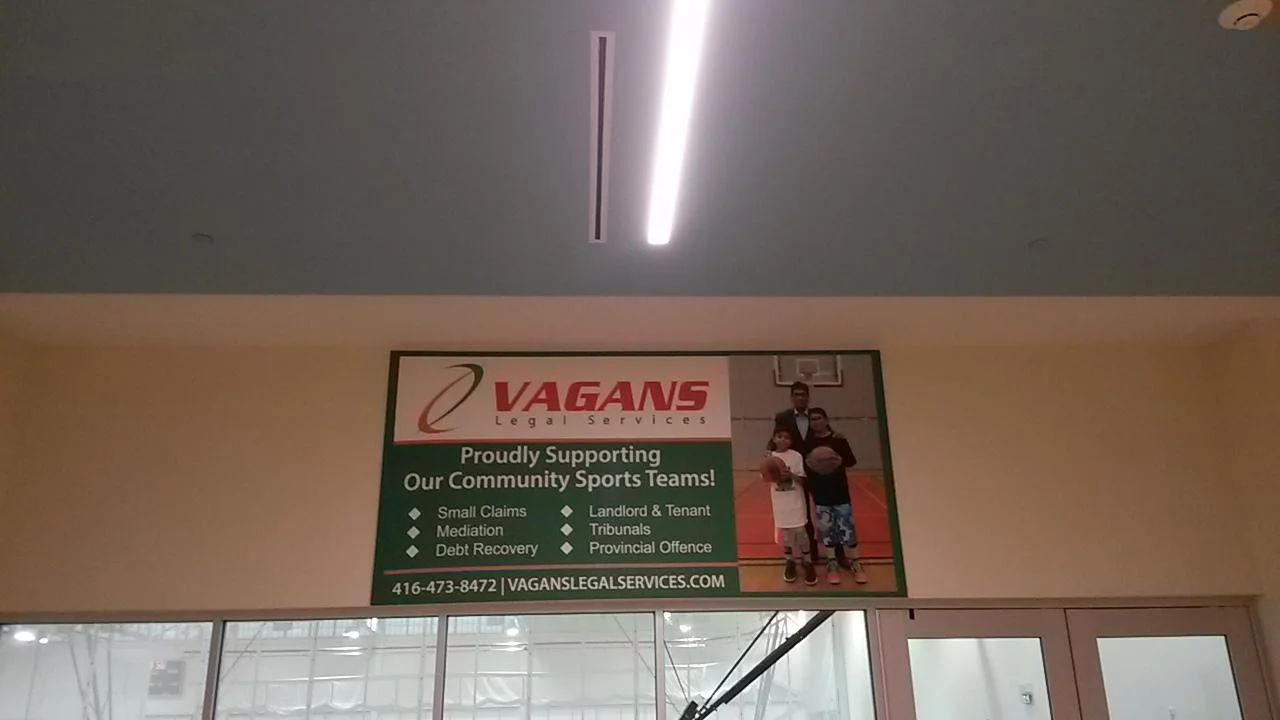 VAGANS
Legal Services
Proudly Supporting
Our Community Sports Teams!
Small Claims
Mediation
Debt Recovery
Landlord & Tenant
Tribunals
Provincial Offence
416-473-8472 | VAGANSLEGALSERVICES.COM